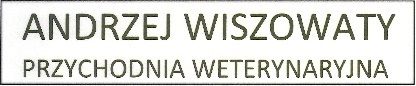 ANDRZEJ WISZOWATY
PRZYCHODNIA WETERYNARYJNA